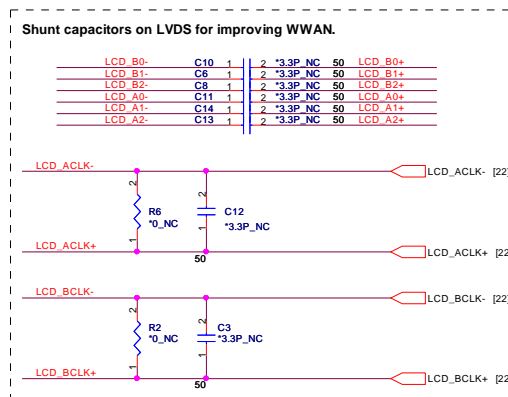 Shunt capacitors on LVDS for improving WWAN.
LCD_B0- C10 1 2 *3.3P_NC 50 LCD_B0+
LCD_B1- C6 1 2 *3.3P_NC 50 LCD_B1+
LCD_B2- C8 1 2 *3.3P_NC 50 LCD_B2+
LCD_A0- C11 1 2 *3.3P_NC 50 LCD_A0+
LCD_A1- C14 1 2 *3.3P_NC 50 LCD_A1+
LCD_A2- C13 1 2 *3.3P_NC 50 LCD_A2+
LCD_ACLK- LCD_ACLK- [22]
2 2
R6 C12
*0_NC *3.3P_NC
1 1
LCD_ACLK+ 50 LCD_ACLK+ [22
LCD_BCLK- LCD_BCLK- [22]
2 2
R2 C3
*0_NC *3.3P_NC
1 1
LCD_BCLK+ 50 LCD_BCLK+ [22